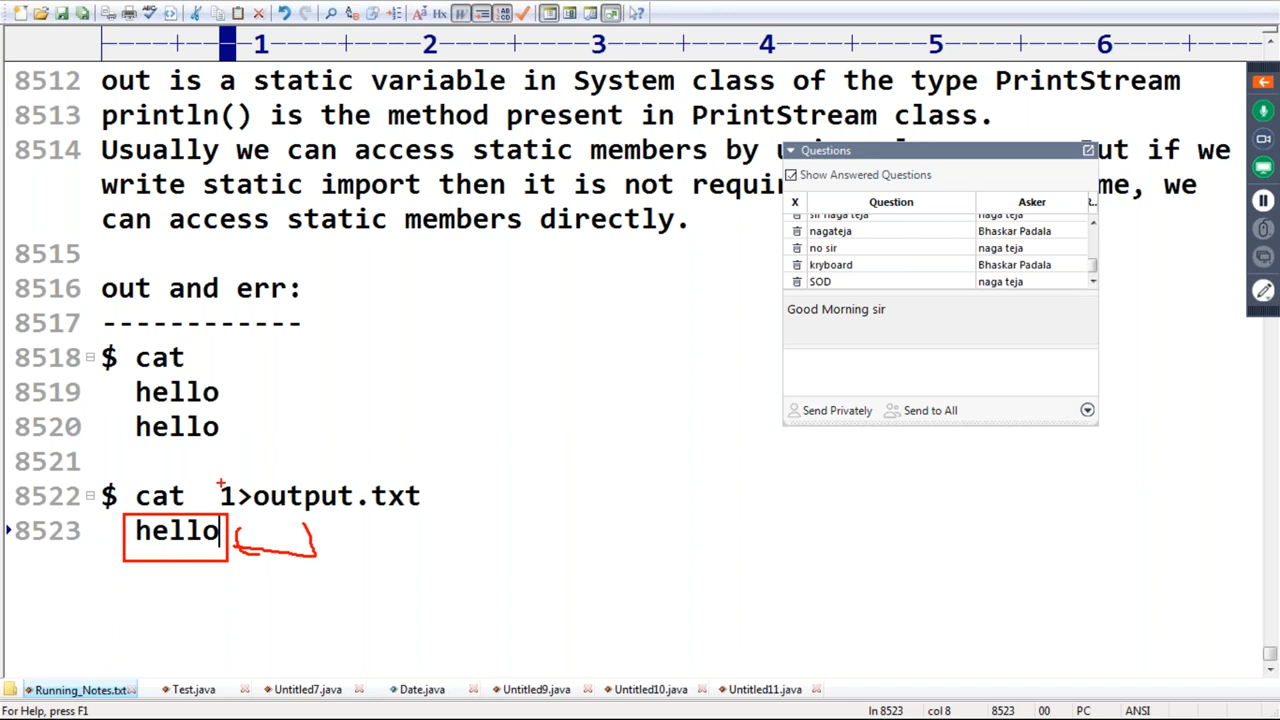 Hx
1 2 3 4 5 6
8512 out is a static variable in System class of the type PrintStream
8513 println() is the method present in PrintStream class.
8514 Usually we can access static members by u ut if we
write static import then it is not requi me, we
can access static members directly.
8515
8516 out and err:
8517 ------------
8518 $ cat
8519 hello
8520 hello
8521
8522 $ cat 1>output.txt
8523 hello
Questions
Show Answered Questions
X Question Asker R..
sir naga teja naga teja
nagateja Bhaskar Padala
no sir naga teja
kryboard Bhaskar Padala
SOD naga teja
Good Morning sir
Send Privately Send to All
Running_Notes.txt Test.java Untitled7.java Date.java Untitled9.java Untitled10.java Untitled11.java
For Help, press F1 ln 8523 col 8 8523 00 PC ANSI